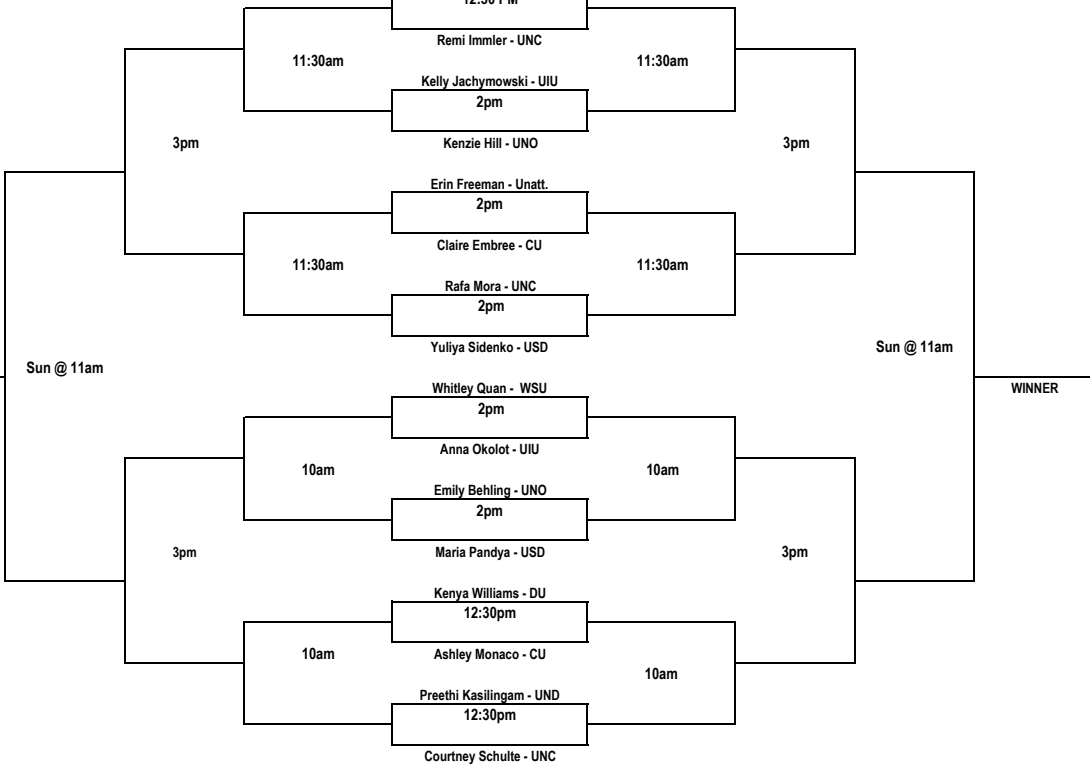 12:30 PM
Remi Immler - UNC
11:30am 11:30am
Kelly Jachymowski - UIU
2pm
3pm Kenzie Hill - UNO 3pm
Erin Freeman - Unatt.
2pm
Claire Embree - CU
11:30am 11:30am
Rafa Mora - UNC
2pm
Yuliya Sidenko - USD Sun @ 11am
Sun @ 11am
Whitley Quan - WSU WINNER
2pm
Anna Okolot - UIU
10am 10am
Emily Behling - UNO
2pm
3pm Maria Pandya - USD 3pm
Kenya Williams - DU
12:30pm
10am Ashley Monaco - CU
10am
Preethi Kasilingam - UND
12:30pm
Courtney Schulte - UNC